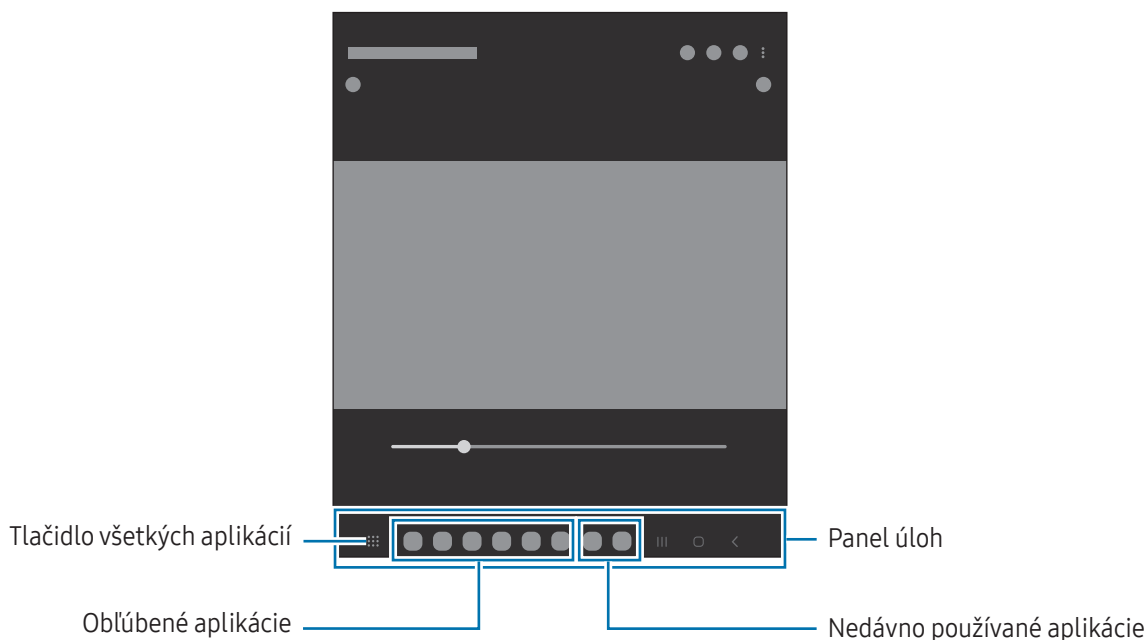 Tlačidlo všetkých aplikácií
Panel úloh
Obľúbené aplikácie
Nedávno používané aplikácie